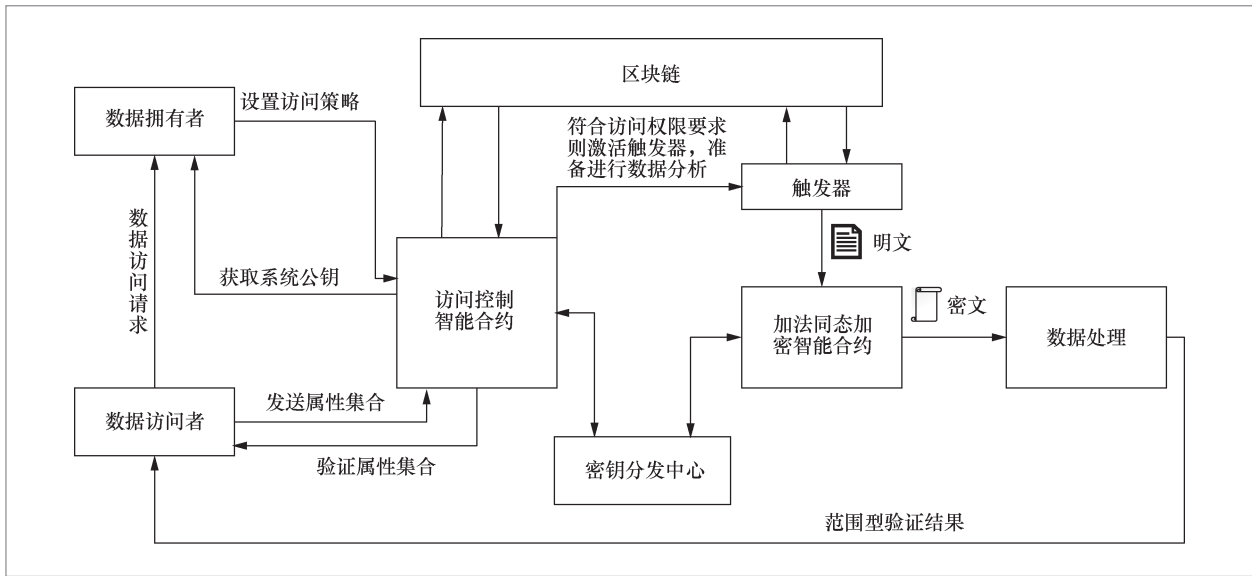 区块链
数据拥有者
设置访问策略
符合访问权限要求
则激活触发器，准
备进行数据分析
触发器
数据访问请求
明文
获取系统公钥
访问控制
智能合约
密文
加法同态加
密智能合约
数据处理
数据访问者
发送属性集合
验证属性集合
密钥分发中心
范围型验证结果